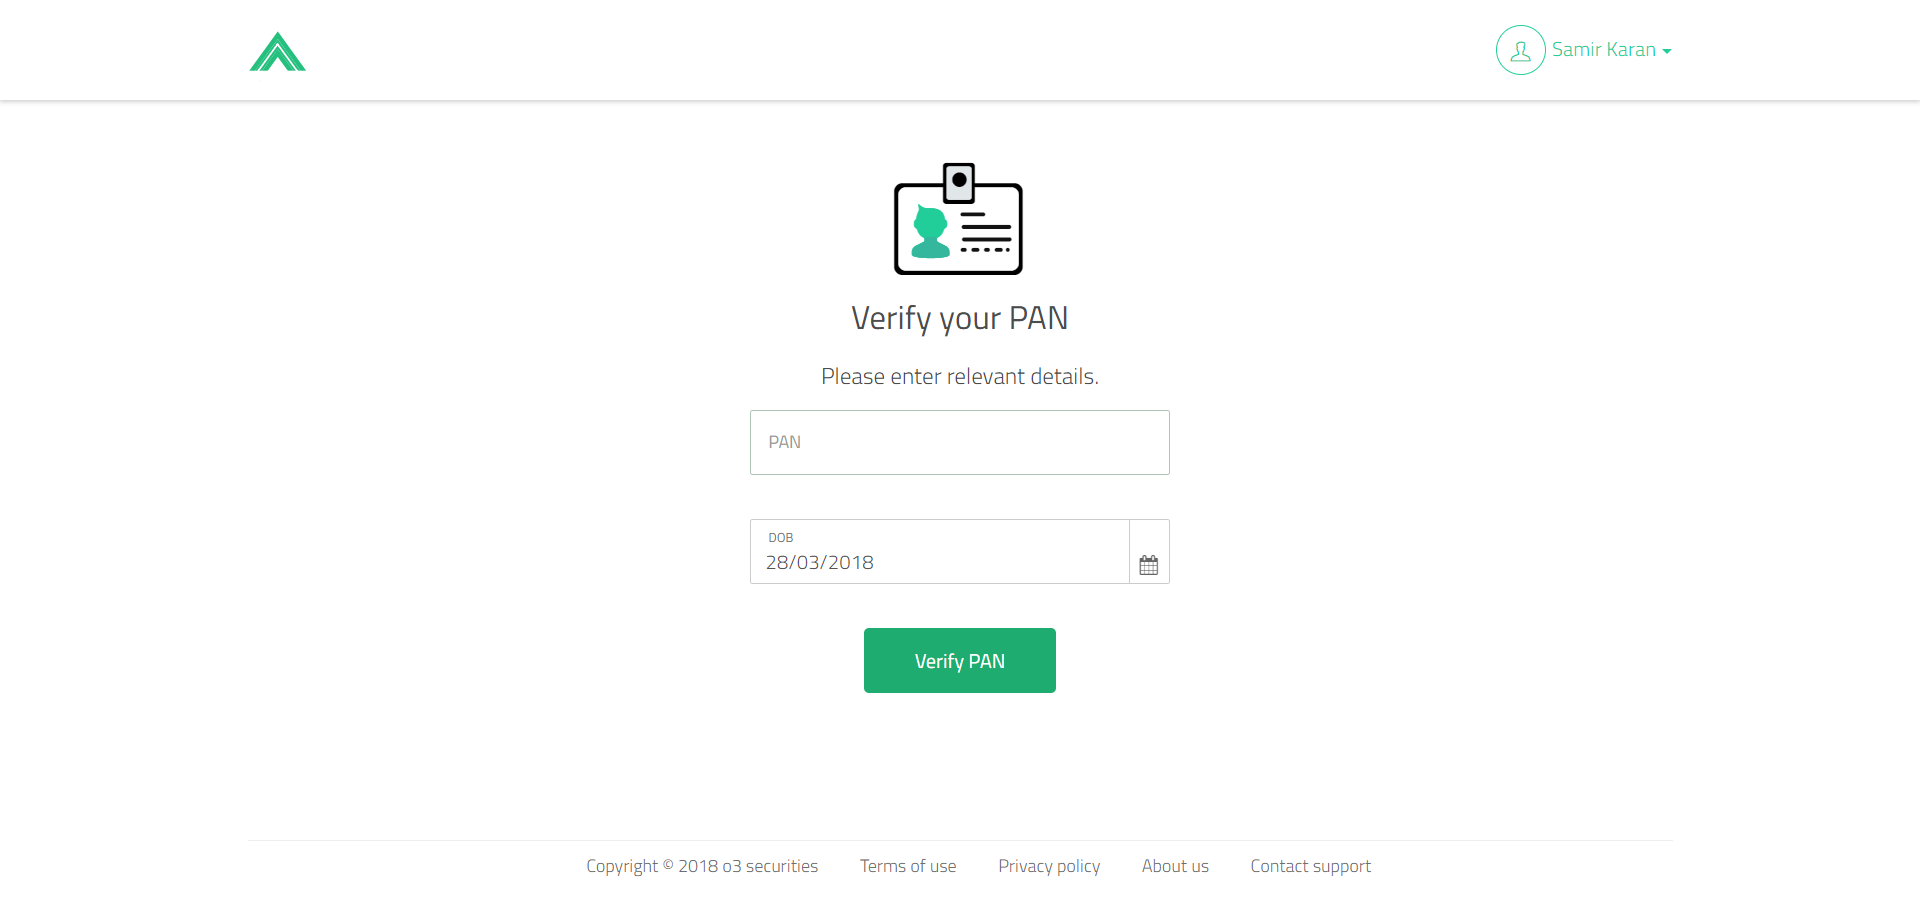 Samir Karan
Verify your PAN
Please enter relevant details.
PAN
DOB
28/03/2018
Verify PAN
Copyright © 2018 o3 securities Terms of use Privacy policy About us Contact support